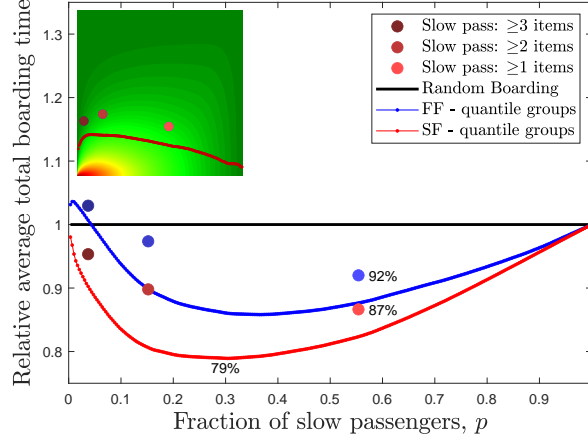 Slow pass: ≥3 items
Slow pass: ≥2 items
Slow pass: ≥1 items
Random Boarding
FF - quantile groups
SF - quantile groups
Relative average total boarding time
1.3
1.2
1.1
1
0.9
0.8
92%
87%
79%
0 0.1 0.2 0.3 0.4 0.5 0.6 0.7 0.8 0.9
Fraction of slow passengers, p